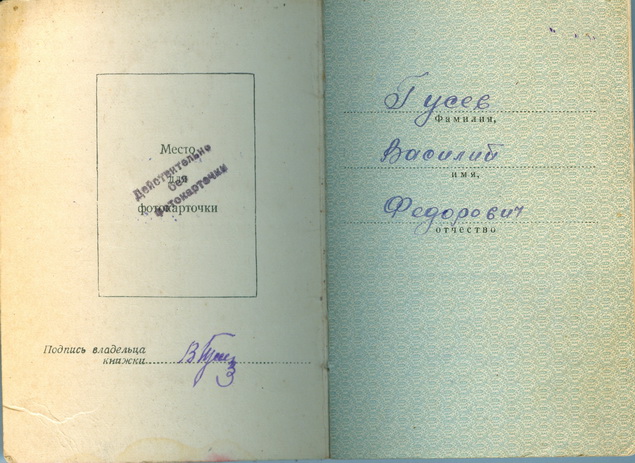 Место
для
фотокарточки
Действительно
без
фотокарточки
Подпись владельца
книжки
Гусев
Фамилия,
Василий
имя,
Федорович
отчество